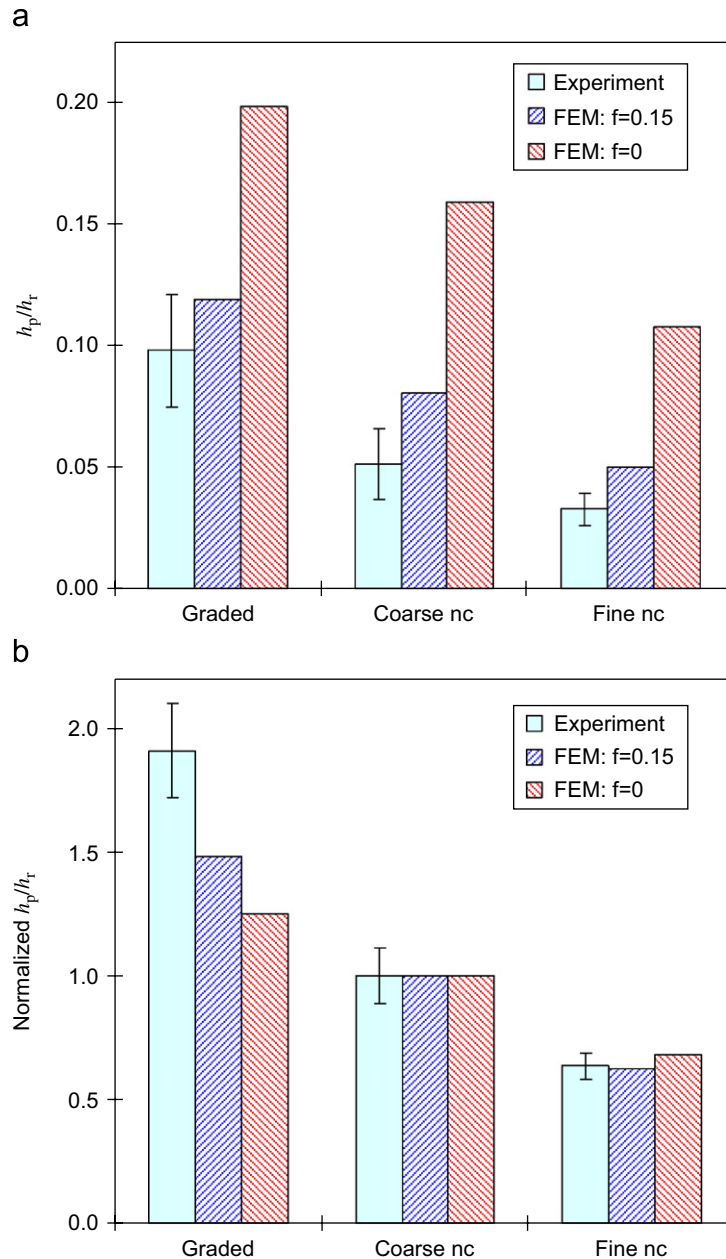 a
Experiment
FEM: f=0.15
FEM: f=0
0.20
0.15
0.10
0.05
0.00
hp/hr
Graded
Coarse nc
Fine nc
b
Experiment
FEM: f=0.15
FEM: f=0
2.0
1.5
1.0
0.5
0.0
Normalized hp/hr
Graded
Coarse nc
Fine nc